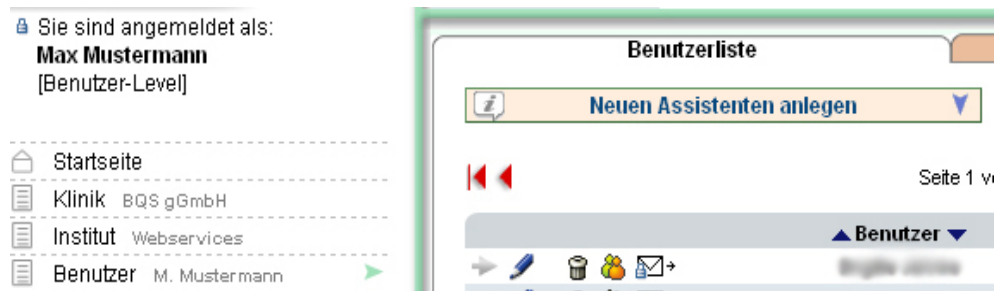 Sie sind angemeldet als:
Max Mustermann
[Benutzer-Level]
Startseite
Klinik BQS gGmbH
Institut Webservices
Benutzer M. Mustermann
Benutzerliste
Neuen Assistenten anlegen
Seite 1
Benutzer